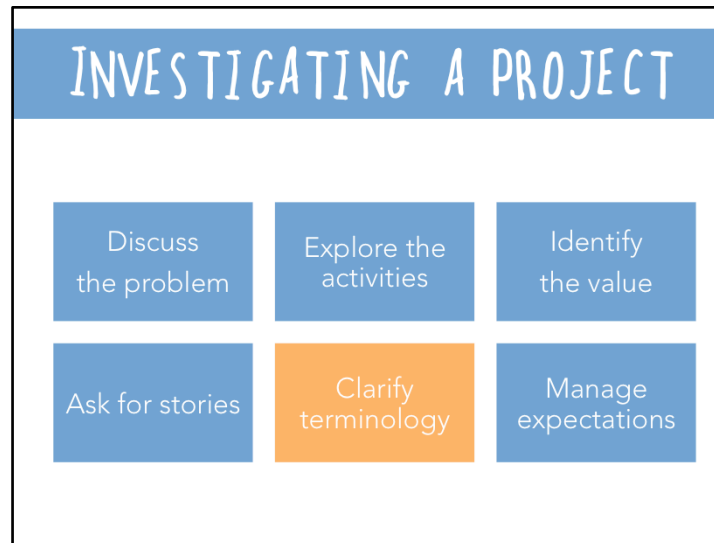 INVESTIGATING A PROJECT
Discuss
the problem
Explore the
activities
Identify
the value
Ask for stories
Clarify
terminology
Manage
expectations